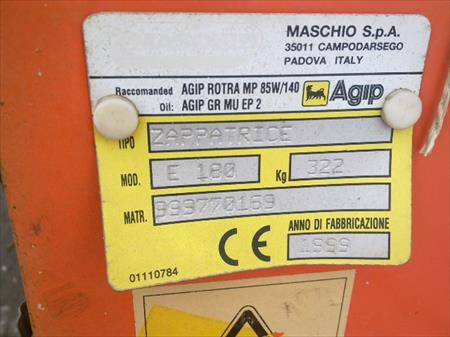 MASCHIO S.p.A.
35011 CAMPODARSEGO
PADOVA ITALY
Raccomanded AGIP ROTRA MP 85W/140
Oil: AGIP GR MU EP 2
Agip
TIPO ZAPPATRICE
MOD. E 180 Kg 322
MATR. 999770169
ANNO DI FABBRICAZIONE
CE 1999
01110784